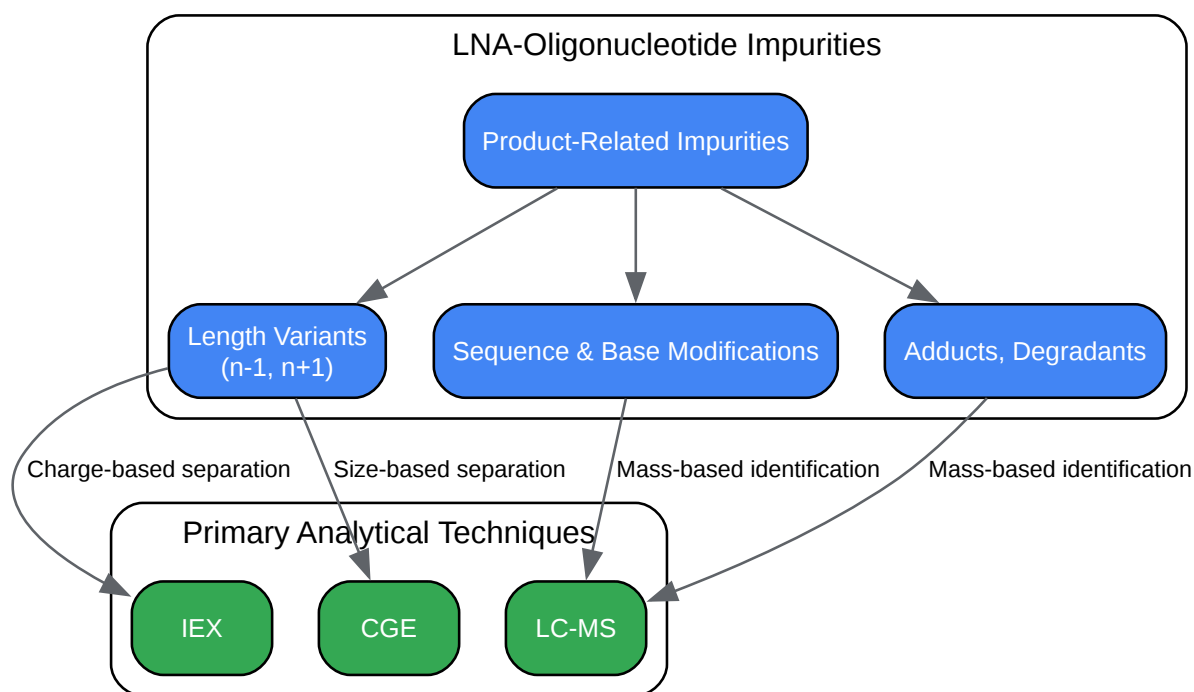 LNA-Oligonucleotide Impurities
Product-Related Impurities
Length Variants
(n-1, n+1)
Sequence & Base Modifications
Adducts, Degradants
Charge-based separation
Size-based separation
Mass-based identification
Mass-based identification
Primary Analytical Techniques
IEX
CGE
LC-MS